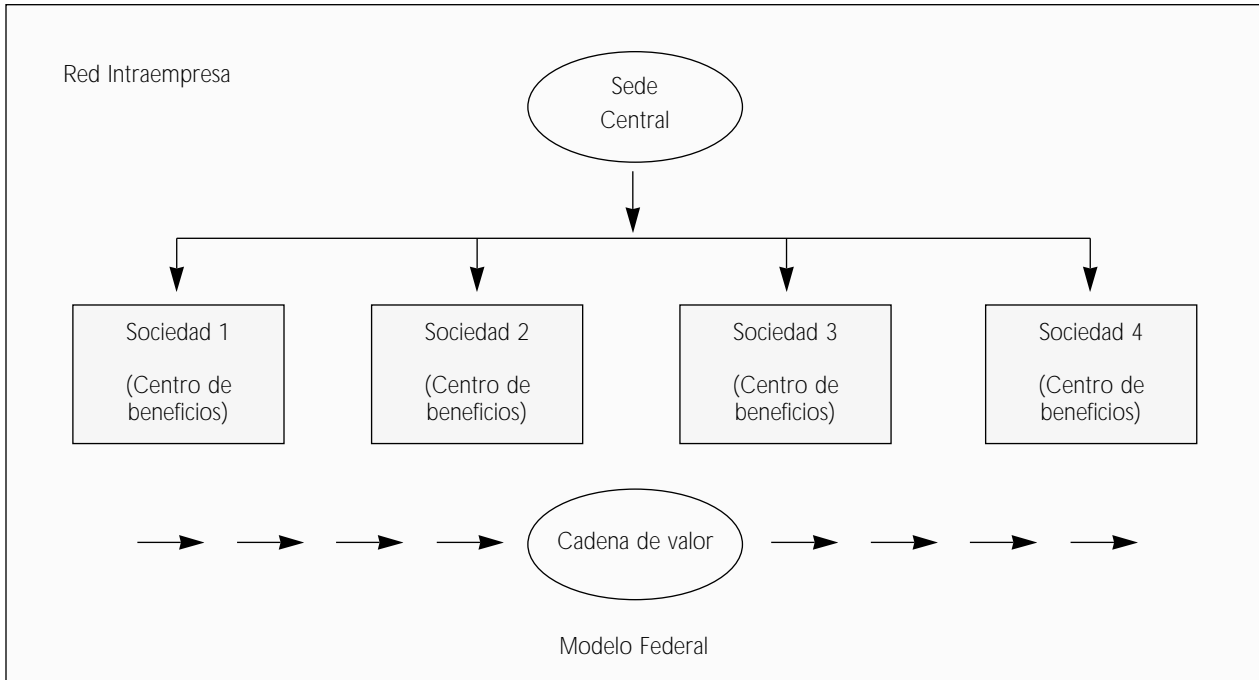 Red Intraempresa
Sede
Central
Sociedad 1
(Centro de
beneficios)
Sociedad 2
(Centro de
beneficios)
Sociedad 3
(Centro de
beneficios)
Sociedad 4
(Centro de
beneficios)
Cadena de valor
Modelo Federal